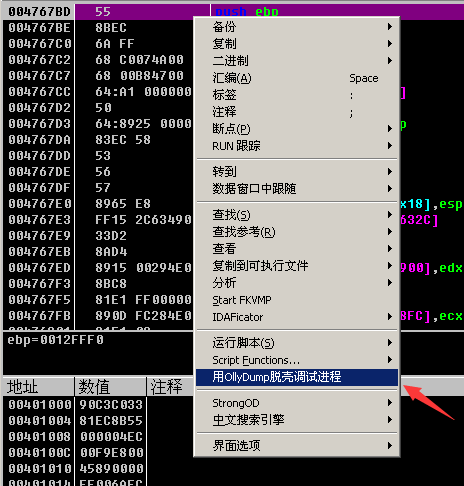 004767BD 55 push ebp
004767BE 8BEC
004767C0 6A FF
004767C2 68 C0074A00
004767C7 68 00B84700
004767CC 64:A1 000000
004767D2 50
004767D3 64:8925 0000
004767DA 83EC 58
004767DD 53
004767DE 56
004767DF 57
004767E0 8965 E8 x18],esp
004767E3 FF15 2C63490 632C]
004767E9 33D2
004767EB 8AD4
004767ED 8915 00294E0 900],edx
004767F3 8BC8
004767F5 81E1 FF00000
004767FB 890D FC284E0 8FC],ecx
ebp=0012FFF0
地址 数值 注释
00401000 90C3C033
00401004 81EC8B55
00401008 000004EC
0040100C 00F9E800
00401010 45890000
00401014 FF006AFC
备份
复制
二进制
汇编(A) Space
标签 :
注释 ;
断点(P)
RUN 跟踪
转到
数据窗口中跟随
查找(S)
查找参考(R)
查看
复制到可执行文件
分析
Start FKVMP
IDAFicator
运行脚本(S)
Script Functions...
用OllyDump脱壳调试进程
StrongOD
中文搜索引擎
界面选项